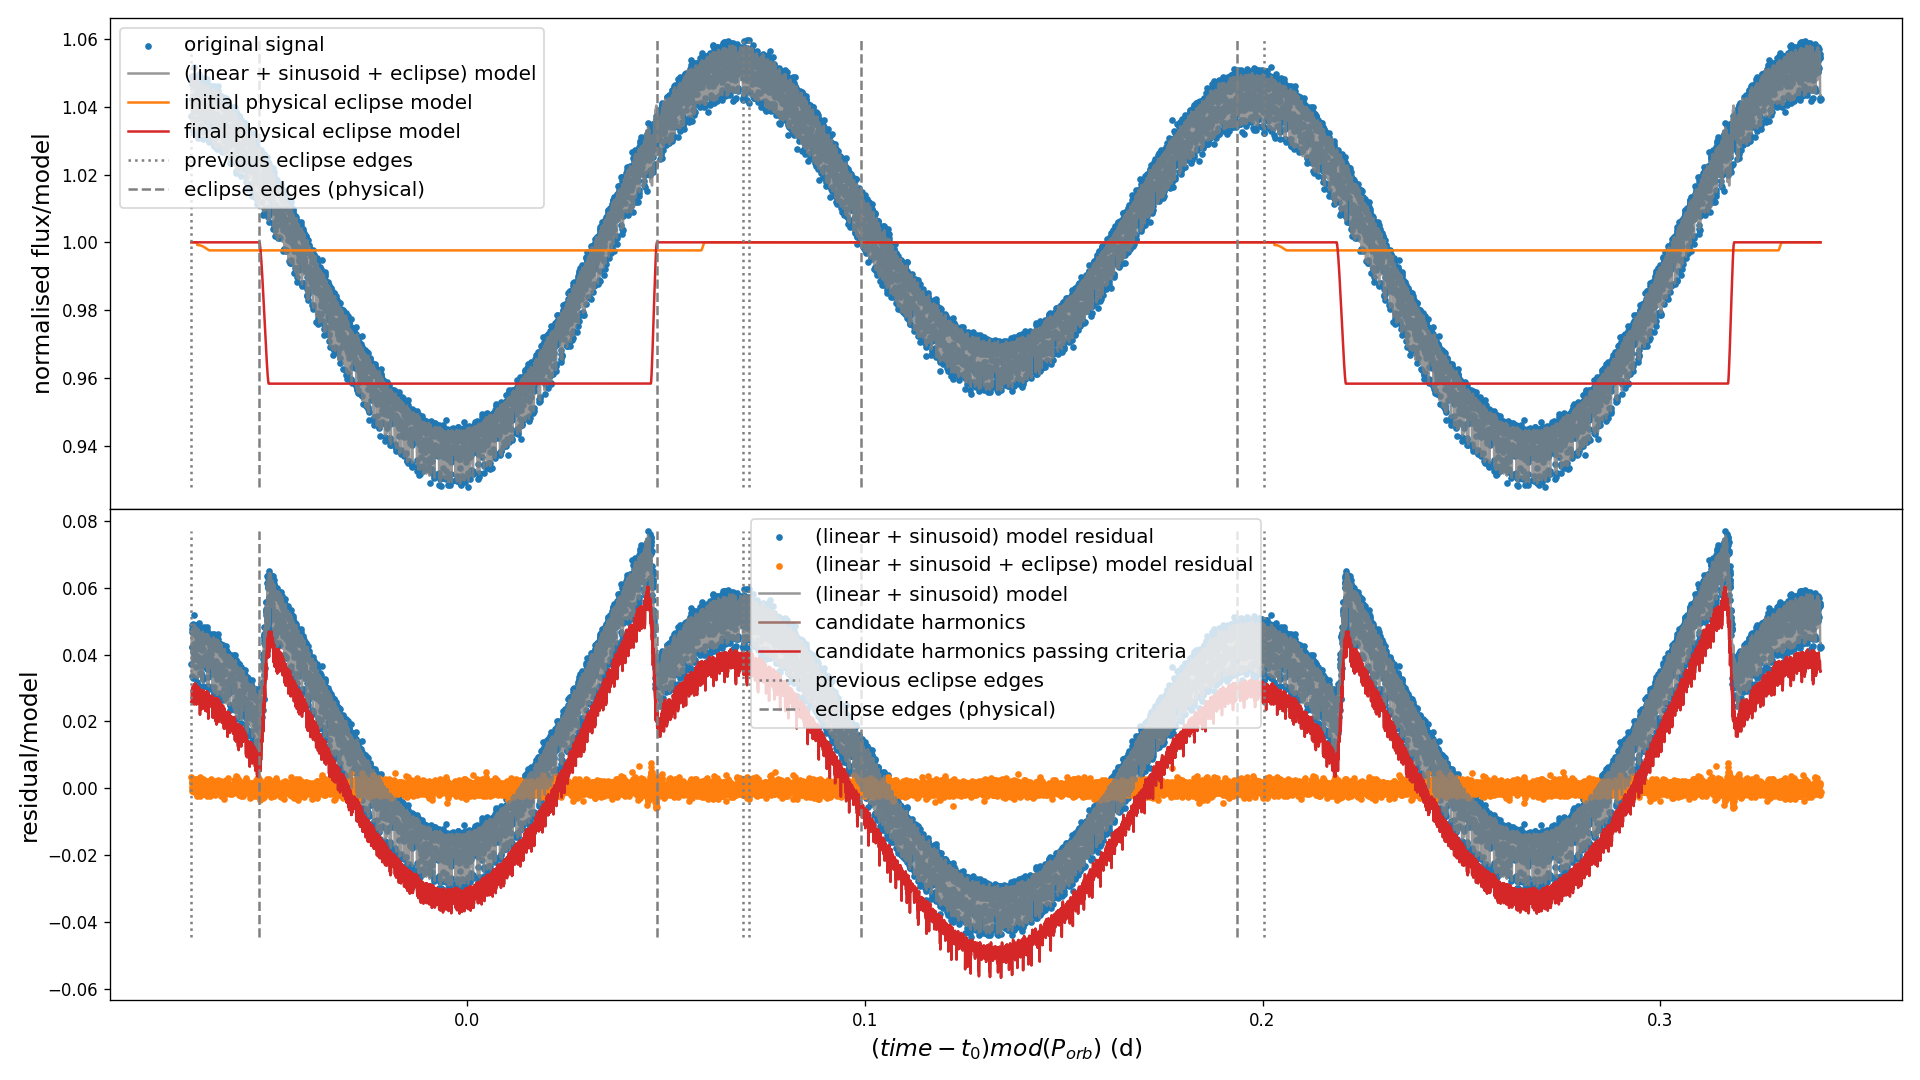 normalised flux/model
1.06
1.04
1.02
1.00
0.98
0.96
0.94
original signal
(linear + sinusoid + eclipse) model
initial physical eclipse model
final physical eclipse model
previous eclipse edges
eclipse edges (physical)
residual/model
0.08
0.06
0.04
0.02
0.00
−0.02
−0.04
−0.06
(linear + sinusoid) model residual
(linear + sinusoid + eclipse) model residual
(linear + sinusoid) model
candidate harmonics
candidate harmonics passing criteria
previous eclipse edges
eclipse edges (physical)
0.0 0.1 0.2 0.3
(time − t₀)mod(P_orb) (d)